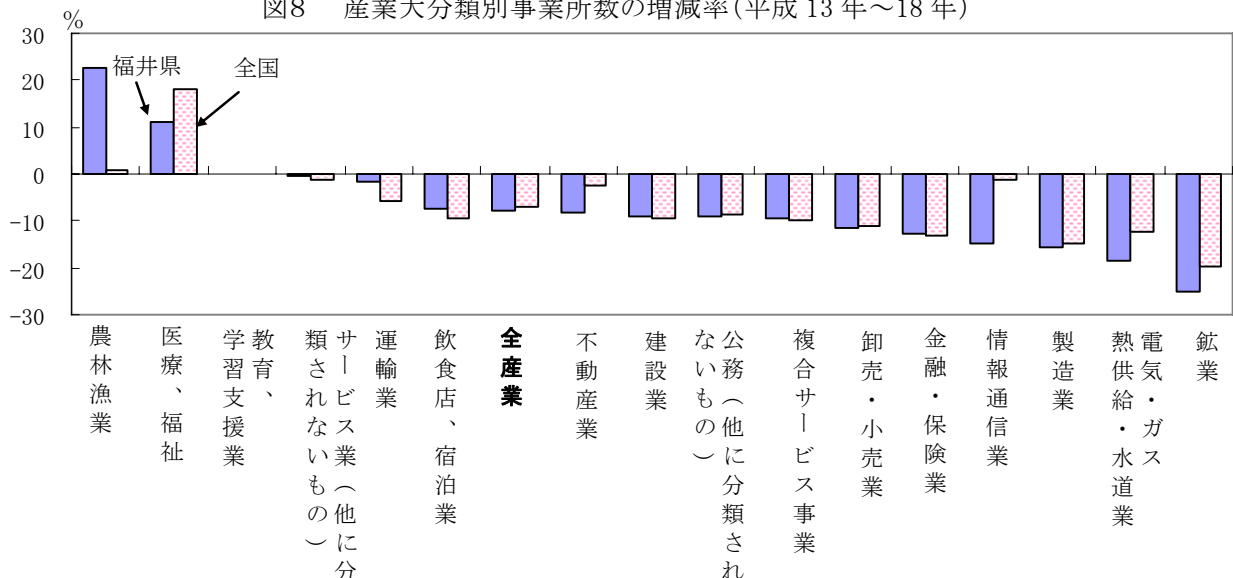 図8 産業大分類別事業所数の増減率(平成13年～18年)
%
30
20
10
0
-10
-20
-30
福井県
全国
農林漁業
医療、福祉
教育、
学習支援業
サービス業（他に分
類されないもの）
運輸業
飲食店、宿泊業
全産業
不動産業
建設業
公務（他に分類され
ないもの）
複合サービス事業
卸売・小売業
金融・保険業
情報通信業
製造業
電気・ガス
熱供給・水道業
鉱業